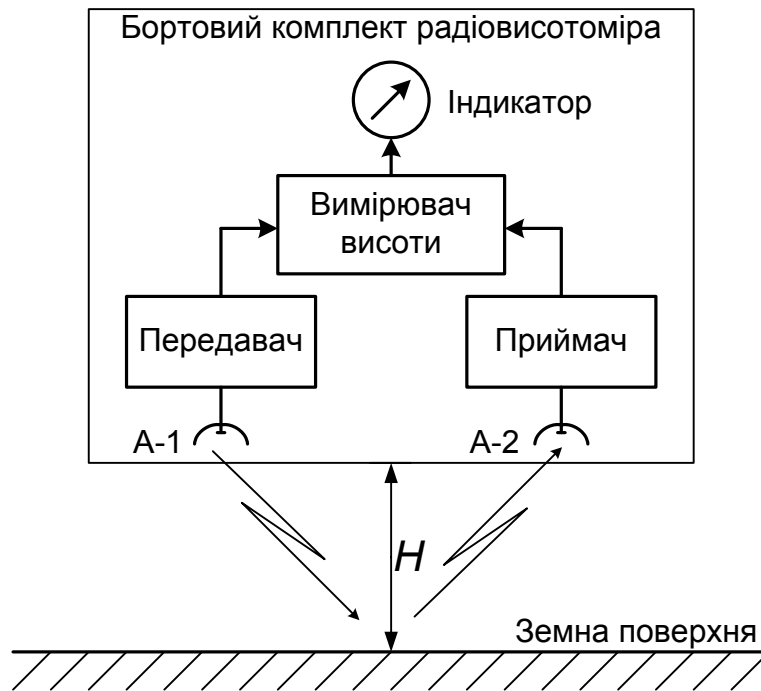 Бортовий комплект радіовисотоміра
Індикатор
Вимірювач
висоти
Передавач
Приймач
А-1
А-2
H
Земна поверхня